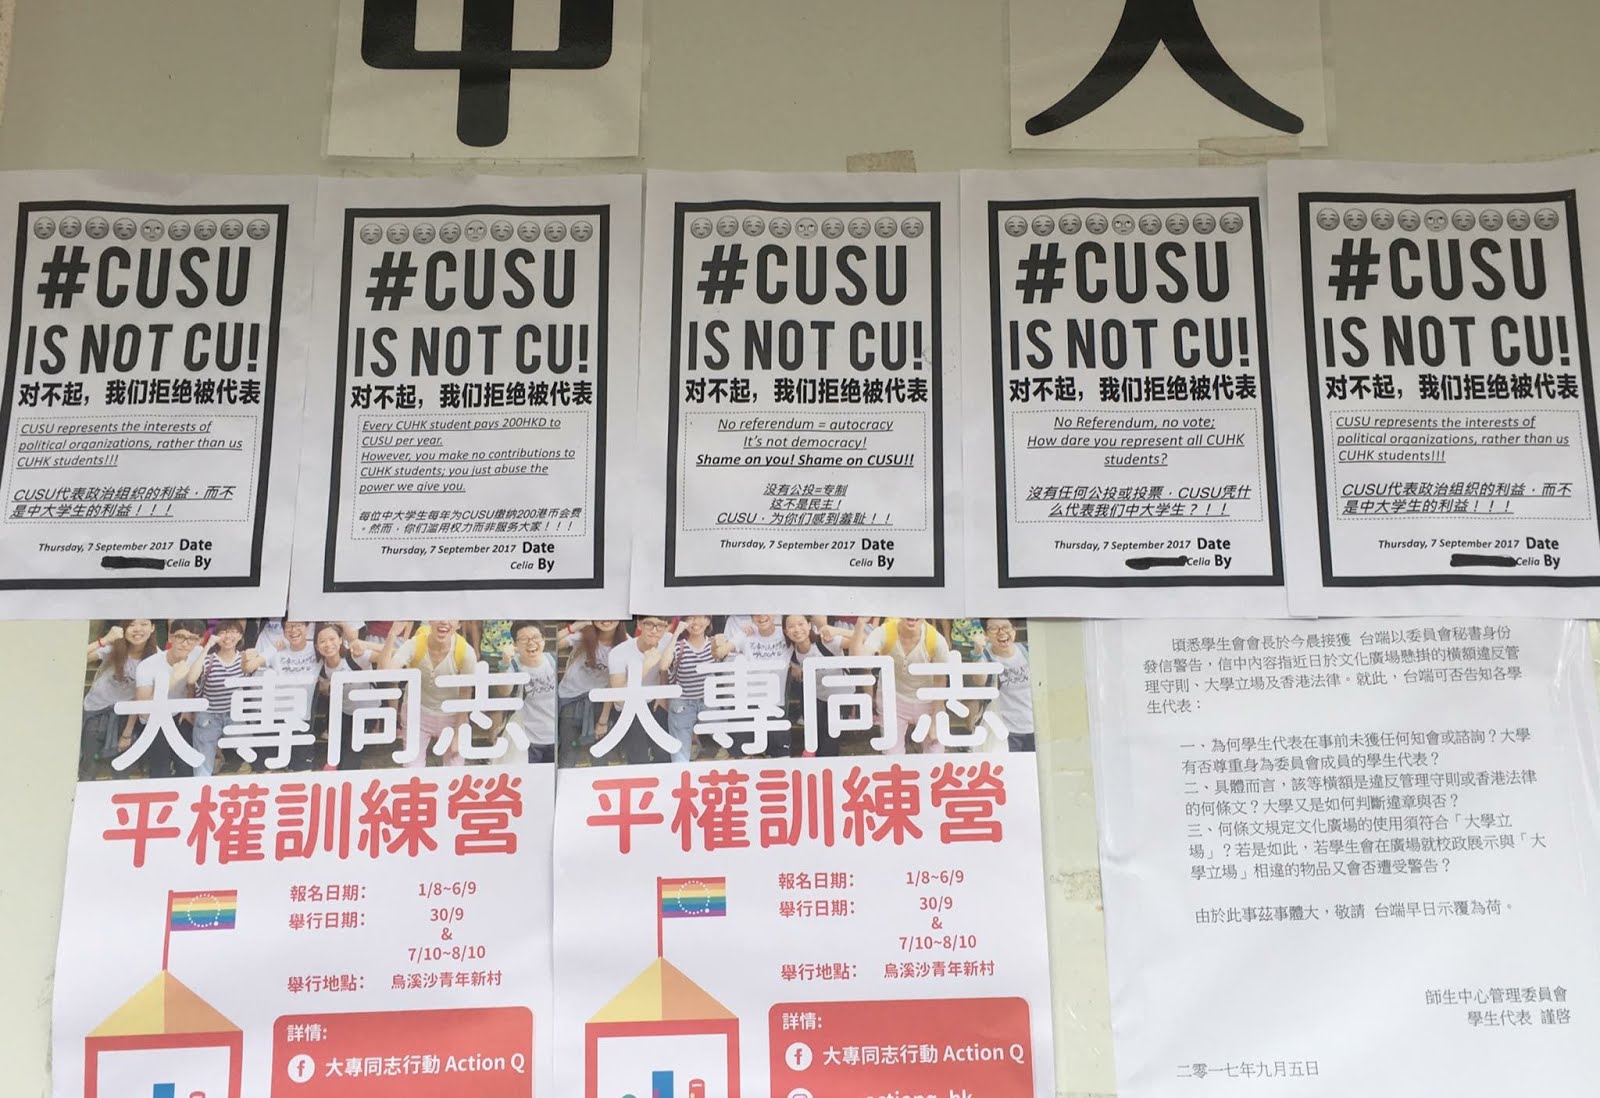 中 人
#CUSU
IS NOT CU!
对不起，我们拒绝被代表
CUSU represents the interests of
political organizations, rather than us
CUHK students!!!
CUSU代表政治组织的利益，而不
是中大学生的利益！！！
Thursday, 7 September 2017 Date
Celia By
#CUSU
IS NOT CU!
对不起，我们拒绝被代表
Every CUHK student pays 200HKD to
CUSU per year.
However, you make no contributions to
CUHK students; you just abuse the
power we give you.
每位中大学生每年为CUSU缴纳200港币会费
。然而，你们滥用权力而非服务大家！！！
Thursday, 7 September 2017 Date
Celia By
#CUSU
IS NOT CU!
对不起，我们拒绝被代表
No referendum = autocracy
It's not democracy!
Shame on you! Shame on CUSU!!
没有公投=专制
这不是民主！
CUSU，为你们感到羞耻！！
Thursday, 7 September 2017 Date
Celia By
#CUSU
IS NOT CU!
对不起，我们拒绝被代表
No Referendum, no vote;
How dare you represent all CUHK
students?
沒有任何公投或投票，CUSU凭什
么代表我们中大学生？！！
Thursday, 7 September 2017 Date
Celia By
#CUSU
IS NOT CU!
对不起，我们拒绝被代表
CUSU represents the interests of
political organizations, rather than us
CUHK students!!!
CUSU代表政治组织的利益，而不
是中大学生的利益！！！
Thursday, 7 September 2017 Date
Celia By
大專同志
平權訓練營
報名日期： 1/8~6/9
舉行日期： 30/9
&
7/10~8/10
舉行地點： 烏溪沙青年新村
詳情：
大專同志行動 Action Q
大專同志
平權訓練營
報名日期： 1/8~6/9
舉行日期： 30/9
&
7/10~8/10
舉行地點： 烏溪沙青年新村
詳情：
大專同志行動 Action Q
頃悉學生會會長於今晨接獲 台端以委員會秘書身份
發信警告，信中內容指近日於文化廣場懸掛的橫額違反管
理守則、大學立場及香港法律。就此，台端可否告知各學
生代表：
一、為何學生代表在事前未獲任何知會或諮詢？大學
有否尊重身為委員會成員的學生代表？
二、具體而言，該等橫額是違反管理守則或香港法律
的何條文？大學又是如何判斷違章與否？
三、何條文規定文化廣場的使用須符合「大學立
場」？若是如此，若學生會在廣場就校政展示與「大
學立場」相違的物品又會否遭受警告？
由於此事茲事體大，敬請 台端早日示覆為荷。
師生中心管理委員會
學生代表 謹啓
二零一七年九月五日